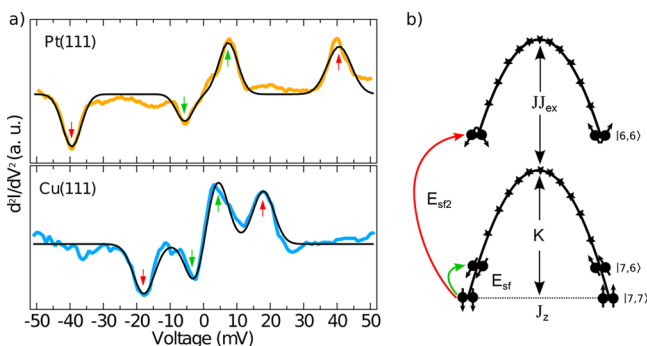 a)
Pt(111)
Cu(111)
d²I/dV² (a. u.)
-50 -40 -30 -20 -10 0 10 20 30 40 50
Voltage (mV)
b)
JJex
|6,6⟩
Esf2
K
Esf
|7,6⟩
|7,7⟩
Jz